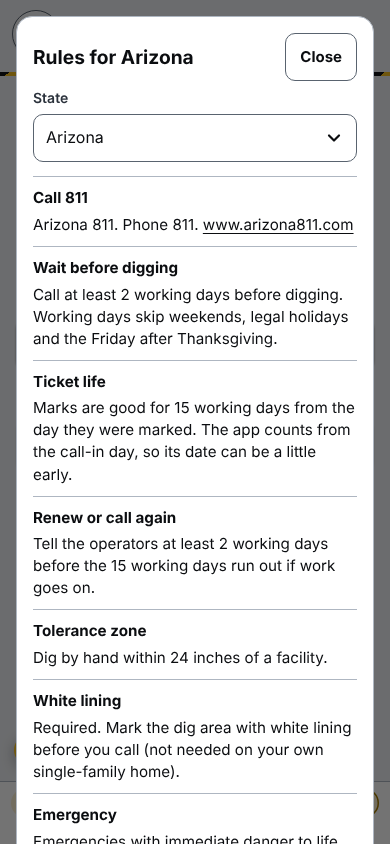 Rules for Arizona
Close
State
Arizona
Call 811
Arizona 811. Phone 811. www.arizona811.com
Wait before digging
Call at least 2 working days before digging.
Working days skip weekends, legal holidays
and the Friday after Thanksgiving.
Ticket life
Marks are good for 15 working days from the
day they were marked. The app counts from
the call-in day, so its date can be a little
early.
Renew or call again
Tell the operators at least 2 working days
before the 15 working days run out if work
goes on.
Tolerance zone
Dig by hand within 24 inches of a facility.
White lining
Required. Mark the dig area with white lining
before you call (not needed on your own
single-family home).
Emergency
Emergencies with immediate danger to life